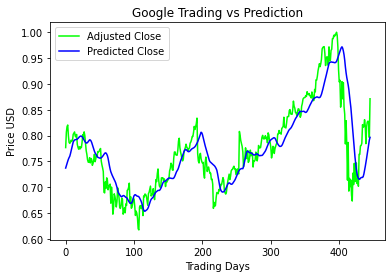 Google Trading vs Prediction
Adjusted Close
Predicted Close
Price USD
1.00
0.95
0.90
0.85
0.80
0.75
0.70
0.65
0.60
0
100
200
300
400
Trading Days